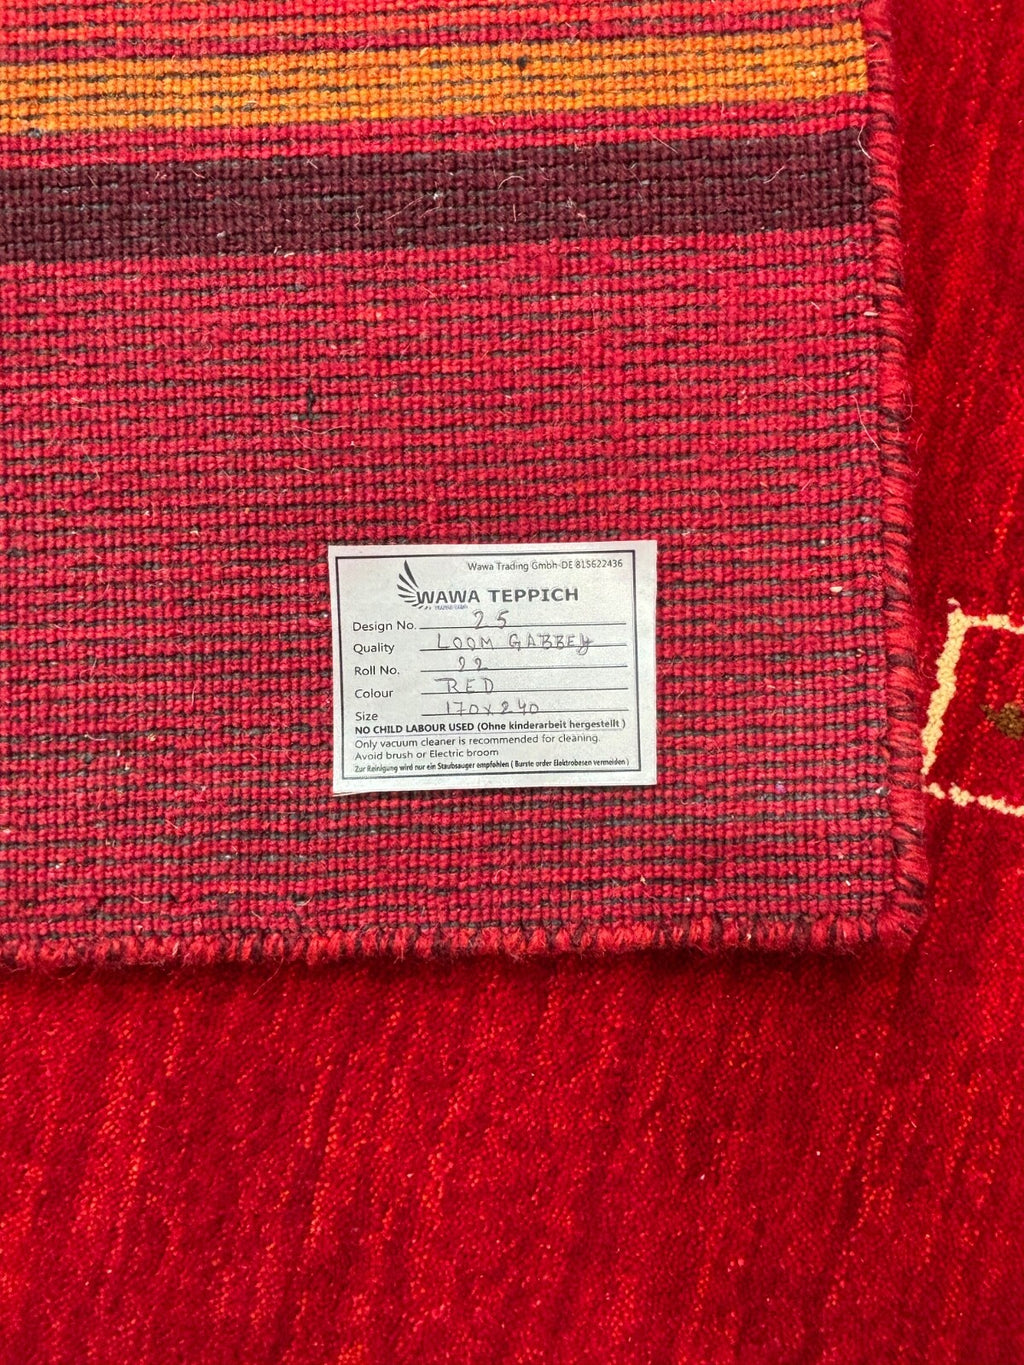 Wawa Trading Gmbh-DE 815622436
WAWA TEPPICH
Design No. 25
Quality LOOM GABBEY
Roll No. 22
Colour RED
Size 170x240
NO CHILD LABOUR USED (Ohne kinderarbeit hergestellt )
Only vacuum cleaner is recommended for cleaning.
Avoid brush or Electric broom
Zur Reinigung wird nur ein Staubsauger empfohlen ( Burste order Elektrobesen vermeiden )